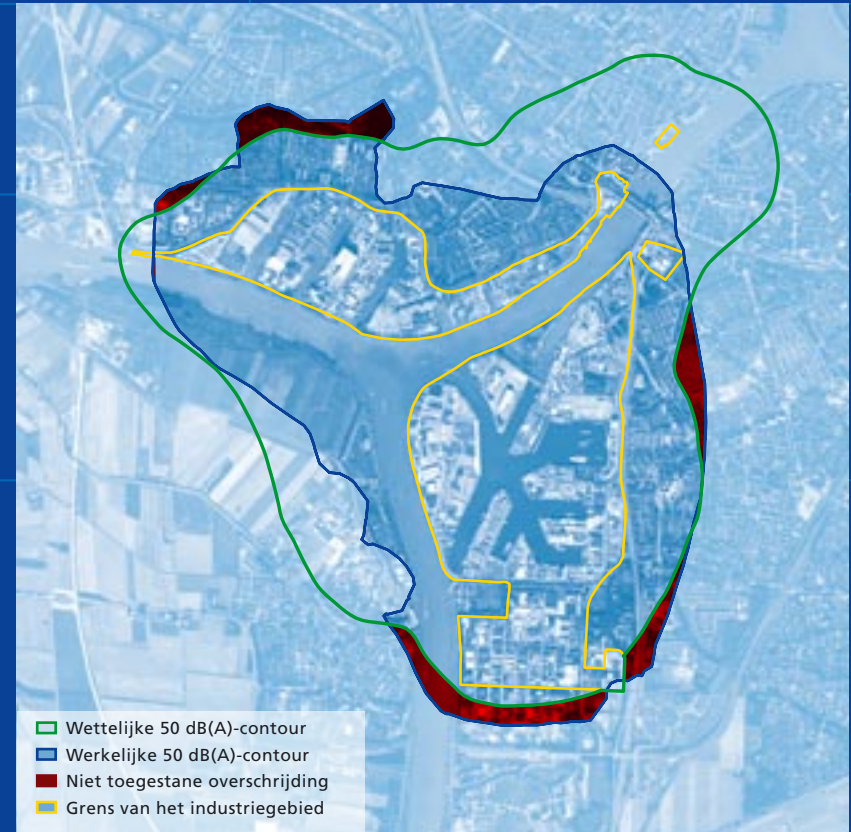 Wettelijke 50 dB(A)-contour
Werkelijke 50 dB(A)-contour
Niet toegestane overschrijding
Grens van het industriegebied